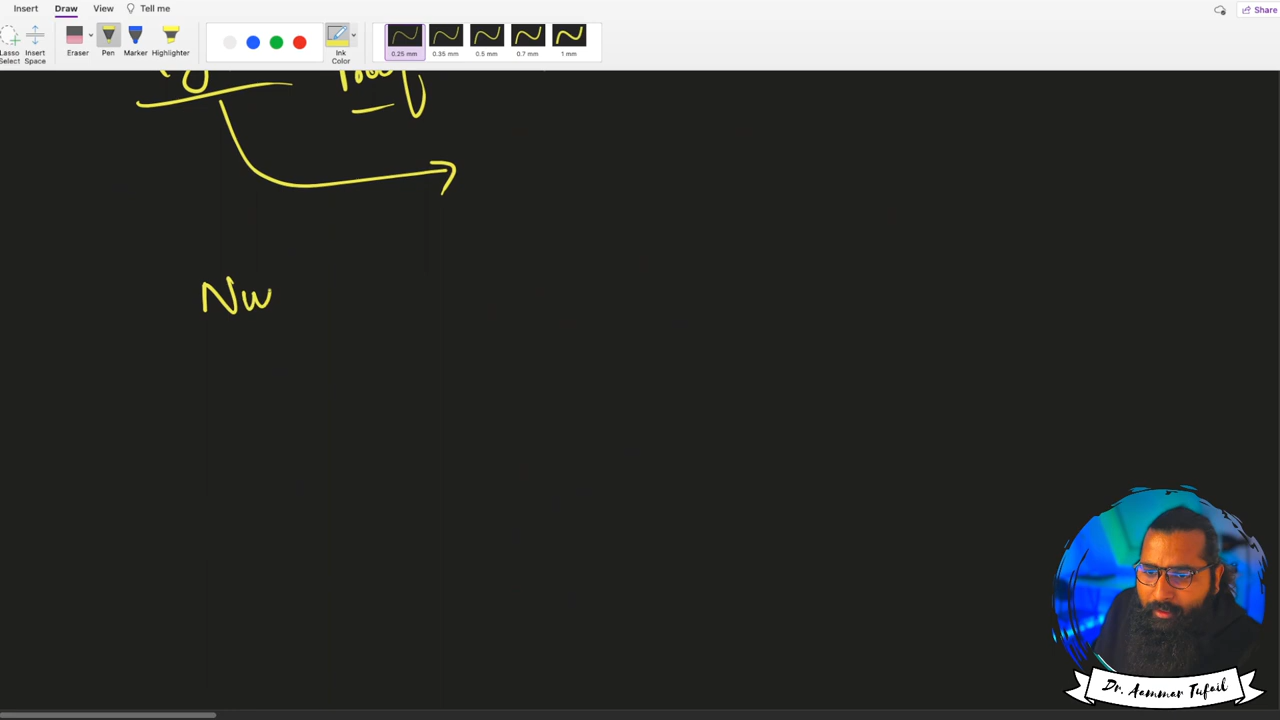 Insert Draw View Tell me
Share
Lasso Select
Insert Space
Eraser
Pen
Marker
Highlighter
Ink Color
0.25 mm 0.35 mm 0.5 mm 0.7 mm 1 mm
Nw
Dr. Aammar Tufail